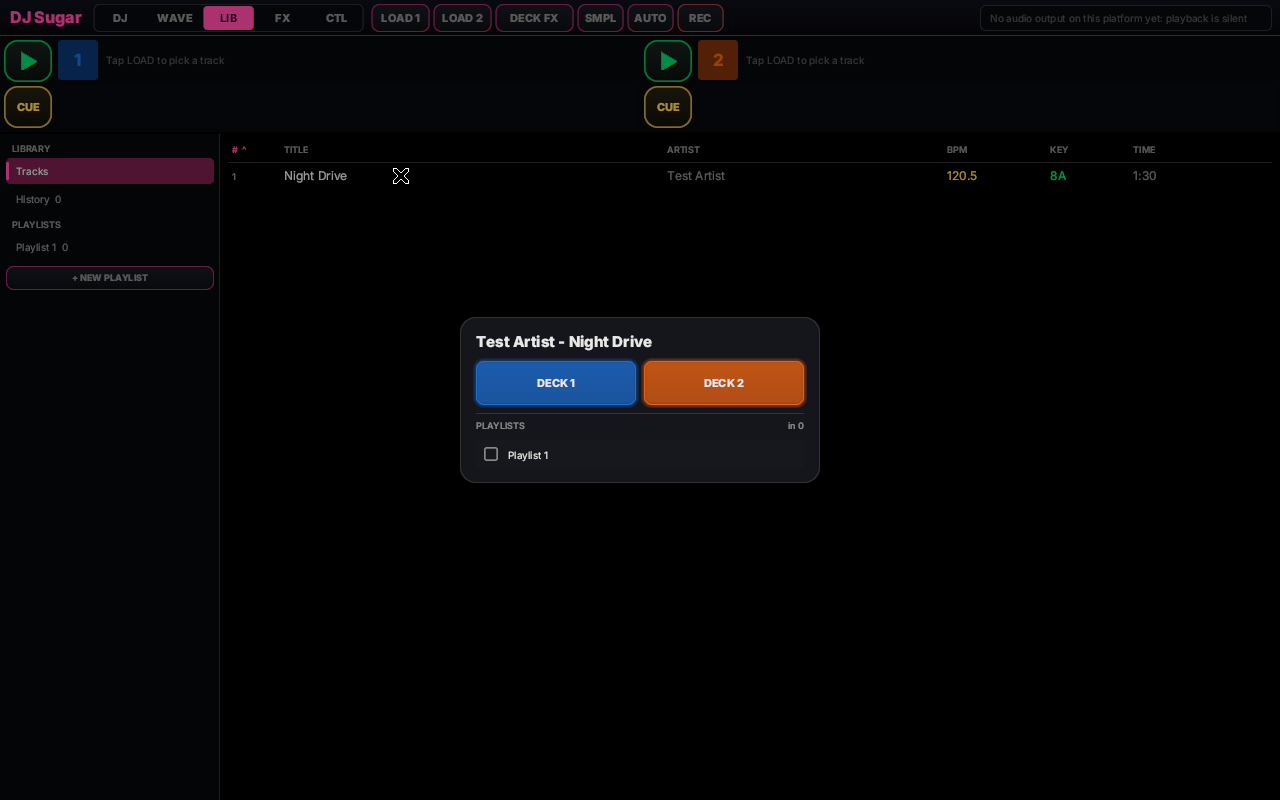 DJ Sugar DJ WAVE LIB FX CTL LOAD 1 LOAD 2 DECK FX SMPL AUTO REC No audio output on this platform yet: playback is silent
1 Tap LOAD to pick a track 2 Tap LOAD to pick a track
CUE CUE
LIBRARY
Tracks
History 0
PLAYLISTS
Playlist 1 0
+ NEW PLAYLIST
# ^ TITLE ARTIST BPM KEY TIME
1 Night Drive Test Artist 120.5 8A 1:30
Test Artist - Night Drive
DECK 1 DECK 2
PLAYLISTS in 0
Playlist 1